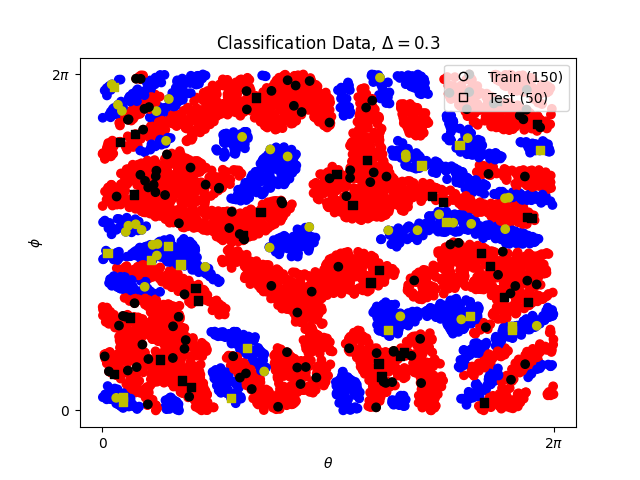 Classification Data, Δ = 0.3
2π
Train (150)
Test (50)
ϕ
0
0
2π
θ